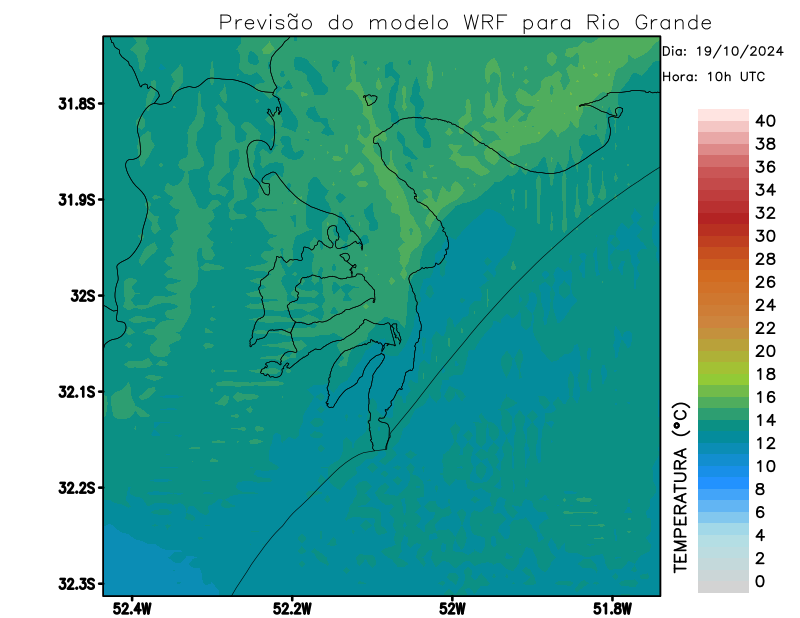 Previsão do modelo WRF para Rio Grande
Dia: 19/10/2024
Hora: 10h UTC
31.8S
31.9S
32S
32.1S
32.2S
32.3S
52.4W
52.2W
52W
51.8W
TEMPERATURA (°C)
40
38
36
34
32
30
28
26
24
22
20
18
16
14
12
10
8
6
4
2
0